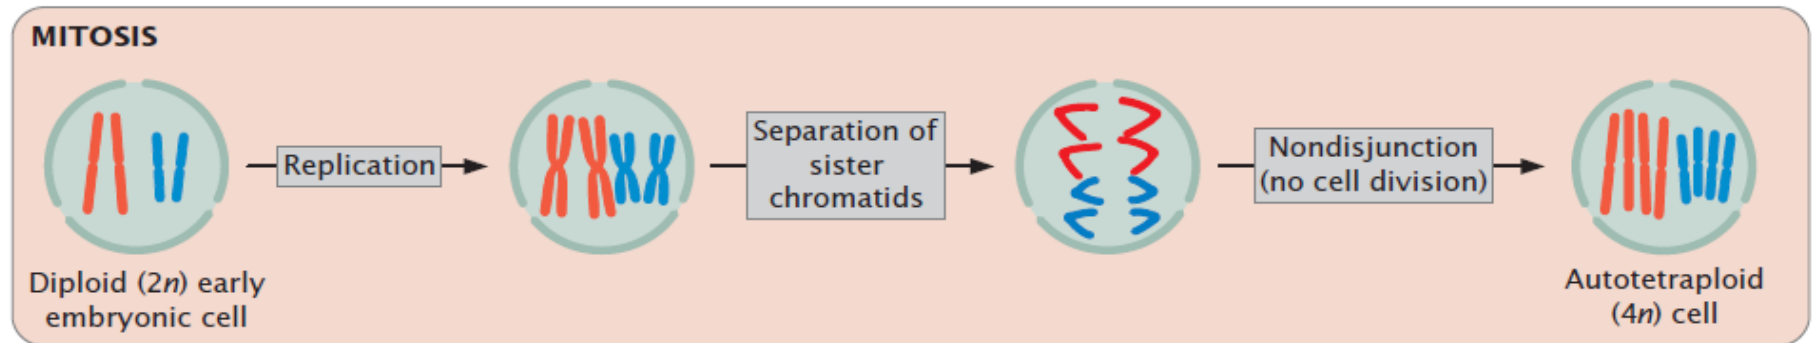 MITOSIS
Diploid (2n) early
embryonic cell
Replication
Separation of
sister
chromatids
Nondisjunction
(no cell division)
Autotetraploid
(4n) cell